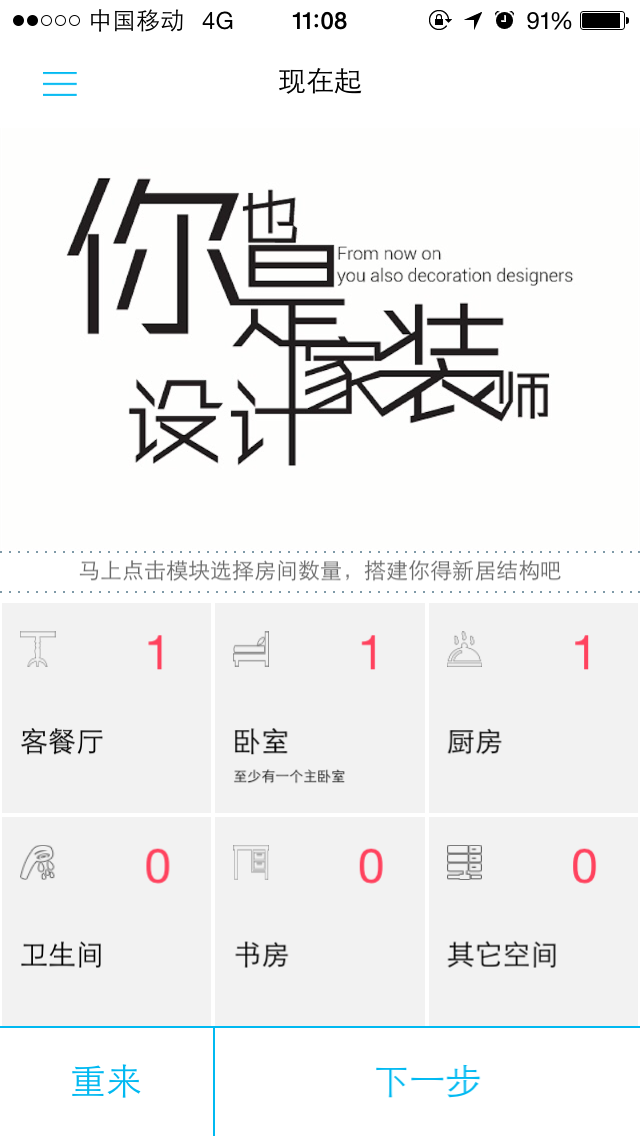 中国移动 4G 11:08 91%
现在起
你也是家装设计师
From now on
you also decoration designers
马上点击模块选择房间数量，搭建你得新居结构吧
1 1 1
客餐厅 卧室 厨房
至少有一个主卧室
0 0 0
卫生间 书房 其它空间
重来 下一步